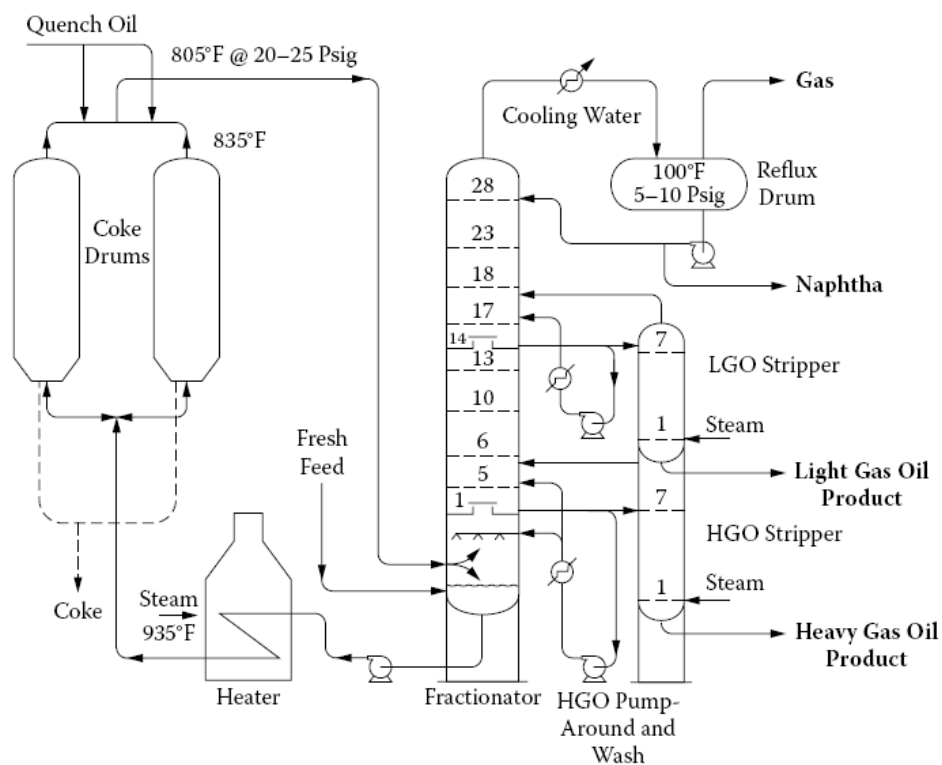 Quench Oil
805°F @ 20–25 Psig
835°F
Coke
Drums
Cooling Water
Gas
100°F
5–10 Psig
Reflux
Drum
Naphtha
28
23
18
17
14
13
10
6
5
1
7
LGO Stripper
1
Steam
Light Gas Oil
Product
7
HGO Stripper
1
Steam
Heavy Gas Oil
Product
Fresh
Feed
Coke
Steam
935°F
Heater
Fractionator
HGO Pump-
Around and
Wash